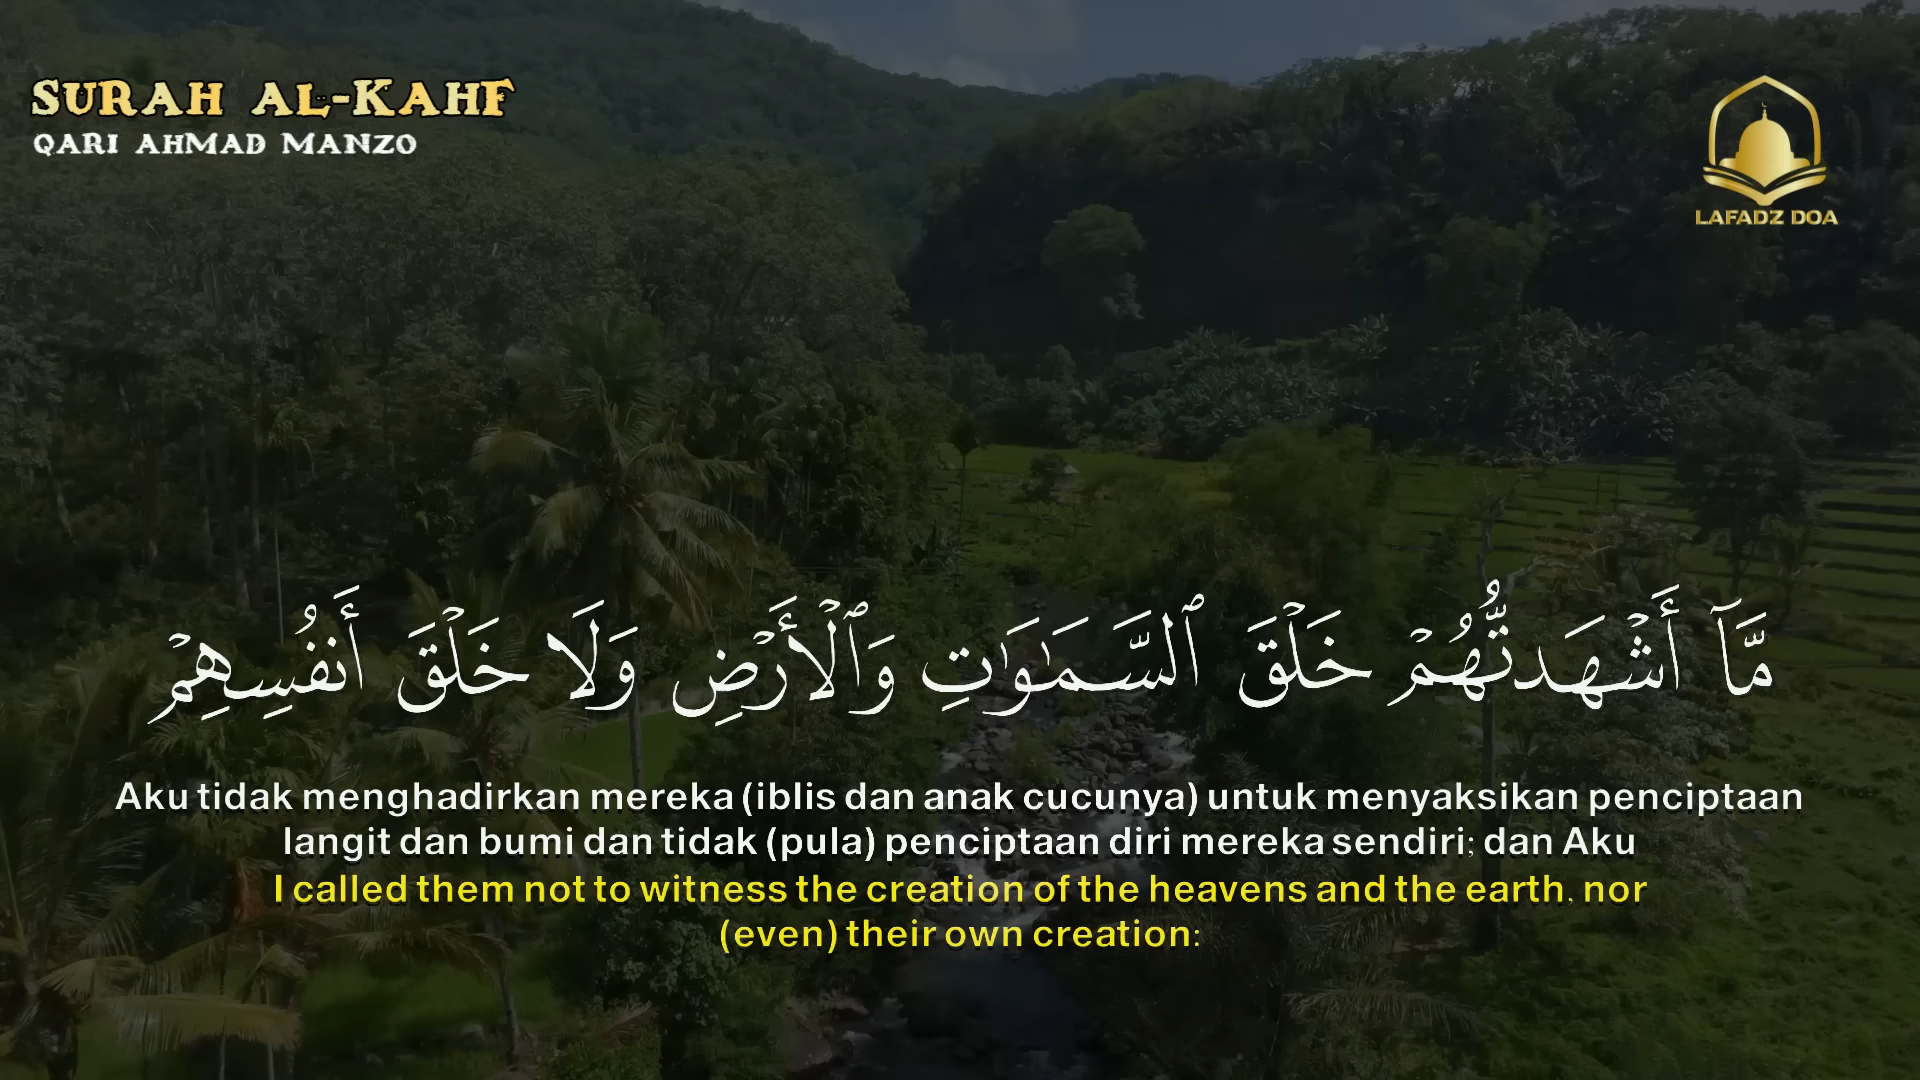 SURAH AL-KAHF
QARI AHMAD MANZO
LAFADZ DOA
مَّآ أَشْهَدتُّهُمْ خَلْقَ ٱلسَّمَٰوَٰتِ وَٱلْأَرْضِ وَلَا خَلْقَ أَنفُسِهِمْ
Aku tidak menghadirkan mereka (iblis dan anak cucunya) untuk menyaksikan penciptaan
langit dan bumi dan tidak (pula) penciptaan diri mereka sendiri; dan Aku
I called them not to witness the creation of the heavens and the earth, nor
(even) their own creation: